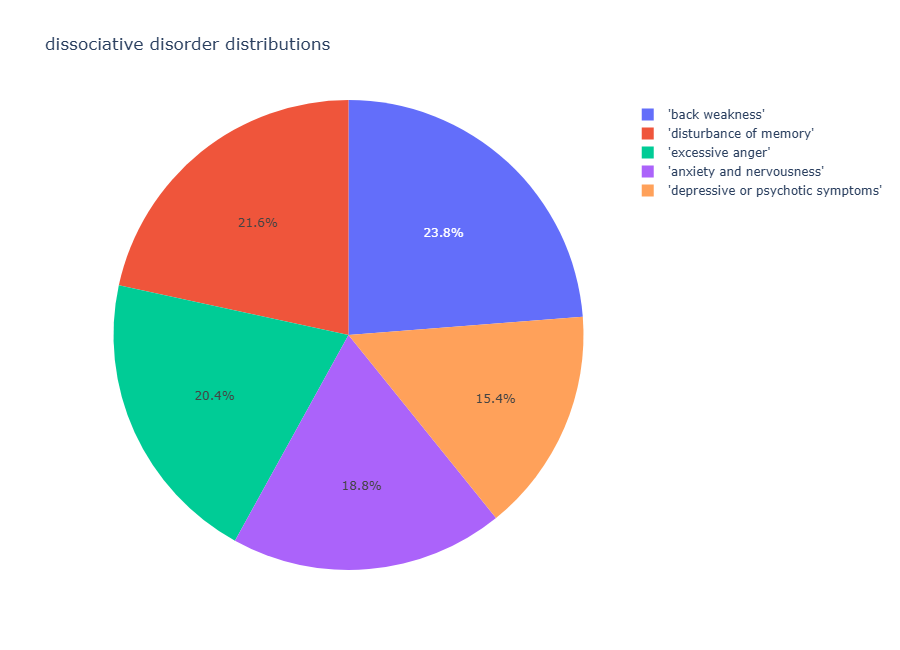 dissociative disorder distributions
'back weakness'
'disturbance of memory'
'excessive anger'
'anxiety and nervousness'
'depressive or psychotic symptoms'
21.6%
23.8%
20.4%
15.4%
18.8%